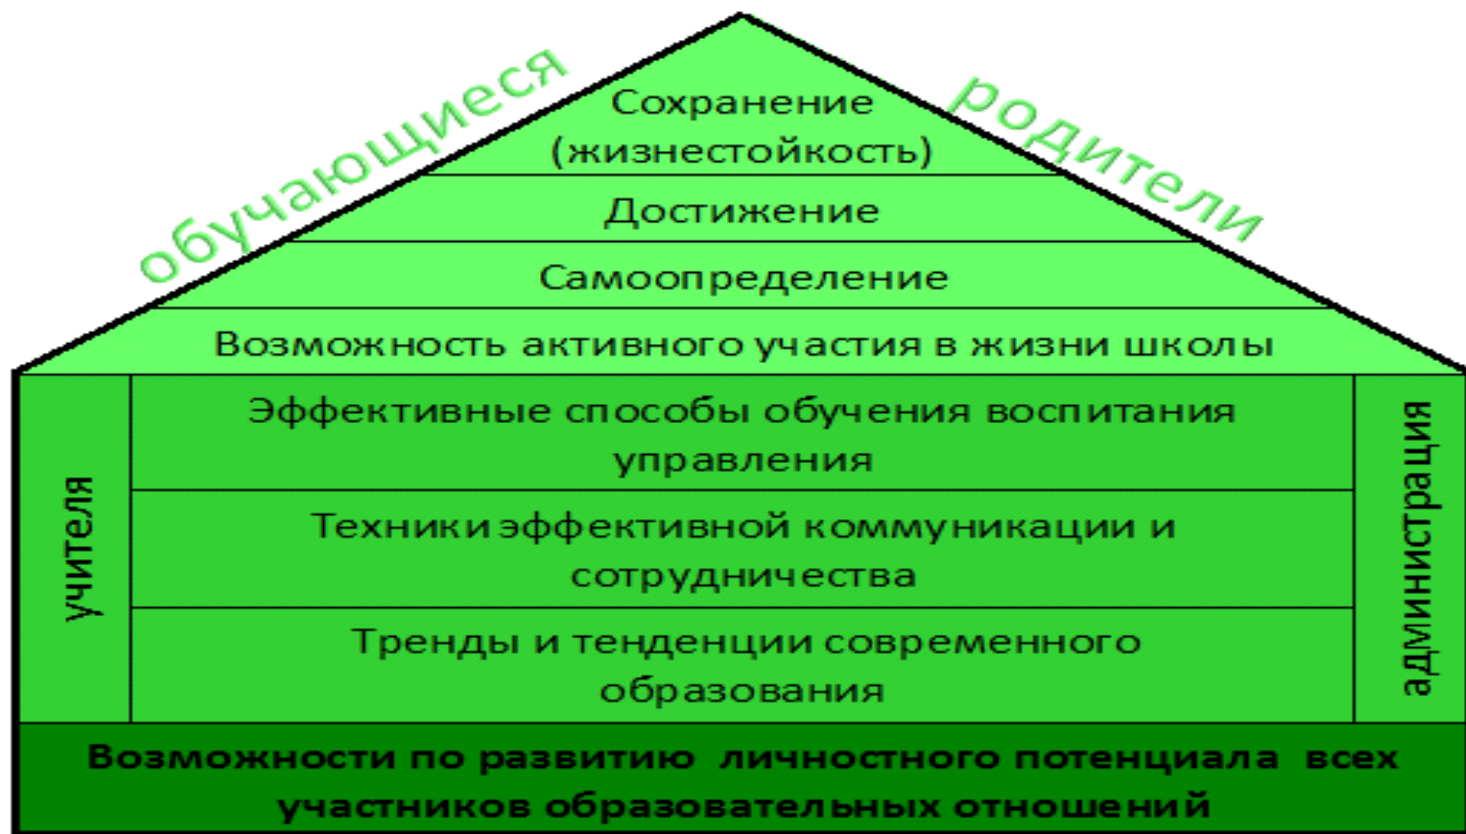 обучающиеся
родители
Сохранение
(жизнестойкость)
Достижение
Самоопределение
Возможность активного участия в жизни школы
учителя
Эффективные способы обучения воспитания
управления
Техники эффективной коммуникации и
сотрудничества
Тренды и тенденции современного
образования
администрация
Возможности по развитию личностного потенциала всех
участников образовательных отношений